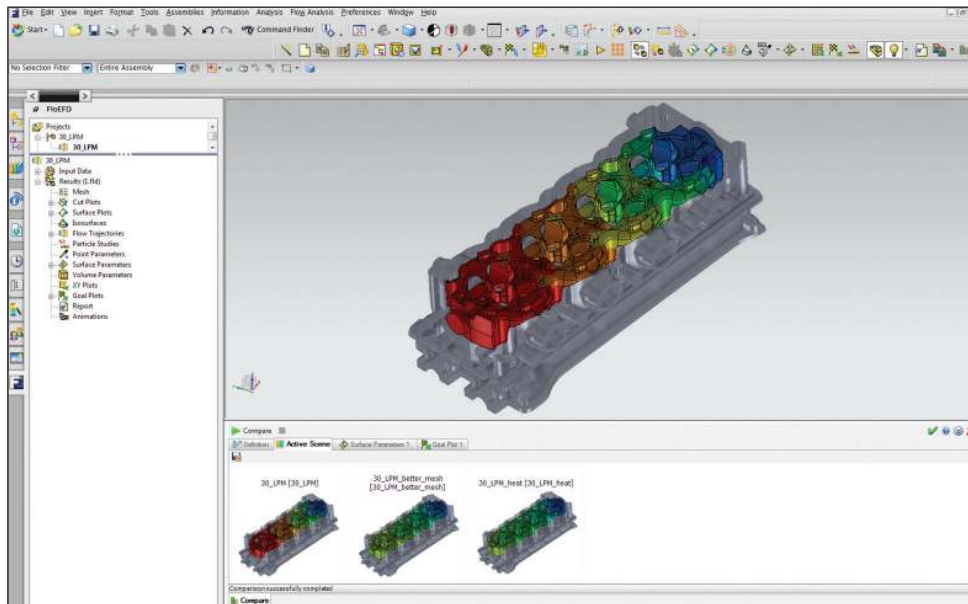 File Edit View Insert Format Tools Assemblies Information Analysis Flow Analysis Preferences Window Help
Start
Command Finder
No Selection Filter
Entire Assembly
FloEFD
Projects
30_LPM
30_LPM
30_LPM
Input Data
Results (1.fld)
Mesh
Cut Plots
Surface Plots
Isosurfaces
Flow Trajectories
Particle Studies
Point Parameters
Surface Parameters
Volume Parameters
XY Plots
Goal Plots
Report
Animations
Compare
Definition Active Scene Surface Parameters 1 Goal Plot 1
30_LPM [30_LPM]
30_LPM_better_mesh
[30_LPM_better_mesh]
30_LPM_heat [30_LPM_heat]
Comparison successfully completed
Compare